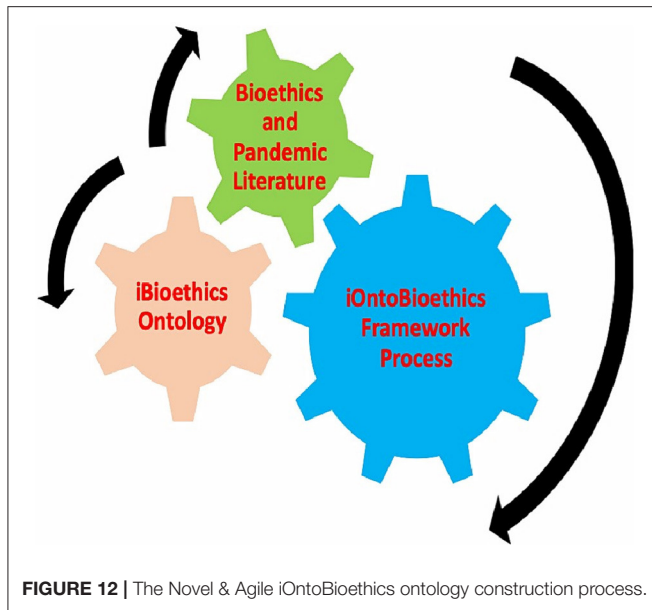 Bioethics
and
Pandemic
Literature
iBioethics
Ontology
iOntoBioethics
Framework
Process
FIGURE 12 | The Novel & Agile iOntoBioethics ontology construction process.